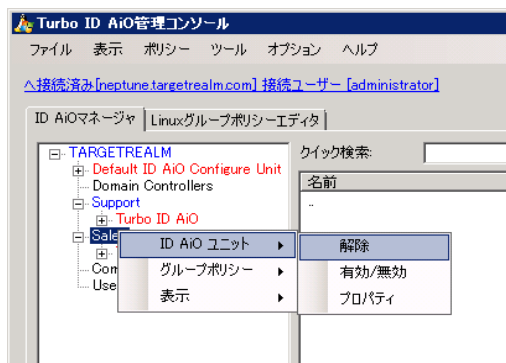 Turbo ID AiO管理コンソール
ファイル 表示 ポリシー ツール オプション ヘルプ
へ接続済み[neptune.targetrealm.com] 接続ユーザー [administrator]
ID AiOマネージャ Linuxグループポリシーエディタ
TARGETREALM
Default ID AiO Configure Unit
Domain Controllers
Support
Turbo ID AiO
クイック検索:
名前
..
ID AiO ユニット
グループポリシー
表示
解除
有効/無効
プロパティ